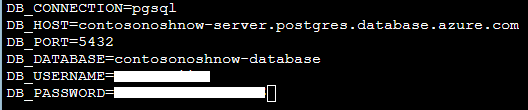 DB_CONNECTION=pgsql
DB_HOST=contosonoshnow-server.postgres.database.azure.com
DB_PORT=5432
DB_DATABASE=contosonoshnow-database
DB_USERNAME=
DB_PASSWORD=